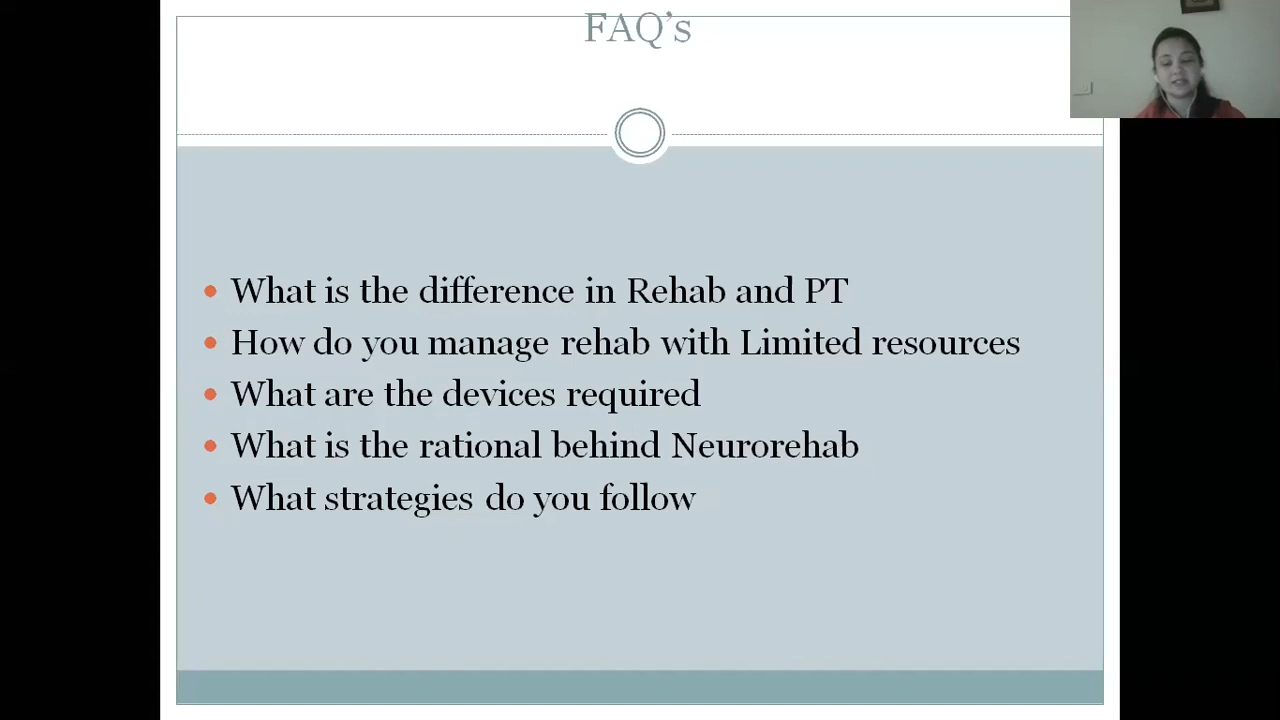 FAQ’s
What is the difference in Rehab and PT
How do you manage rehab with Limited resources
What are the devices required
What is the rational behind Neurorehab
What strategies do you follow